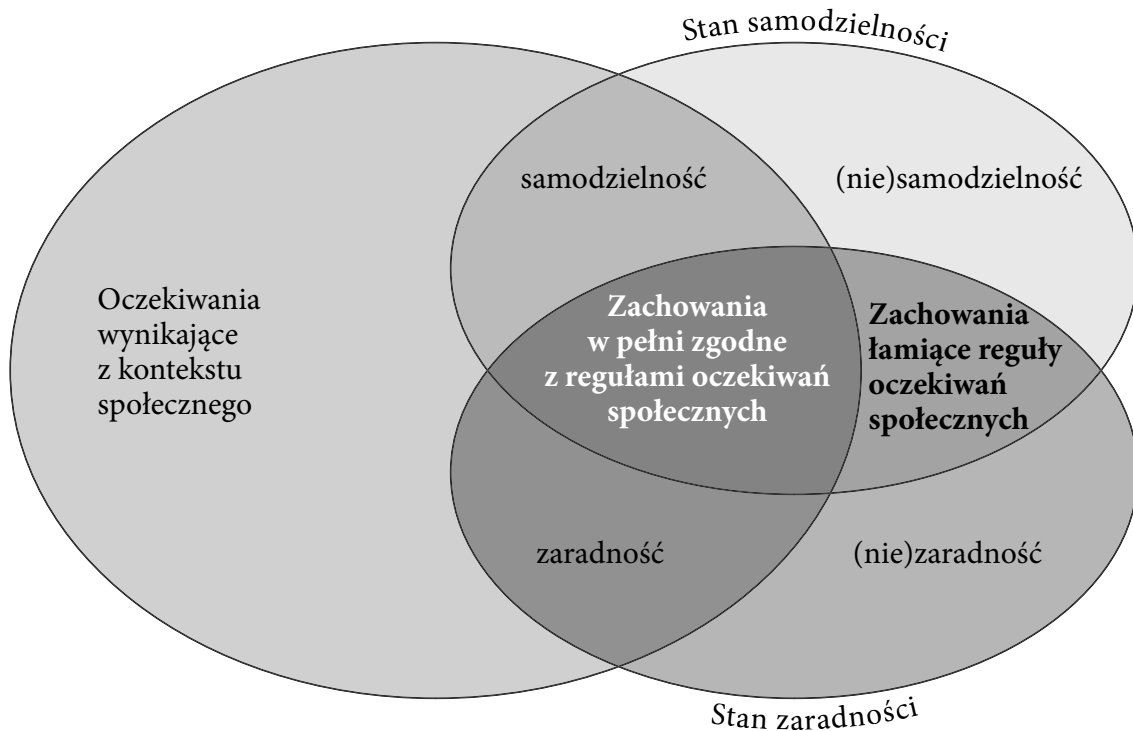 Stan samodzielności
samodzielność
(nie)samodzielność
Oczekiwania
wynikające
z kontekstu
społecznego
Zachowania
w pełni zgodne
z regułami oczekiwań
społecznych
Zachowania
łamiące reguły
oczekiwań
społecznych
zaradność
(nie)zaradność
Stan zaradności